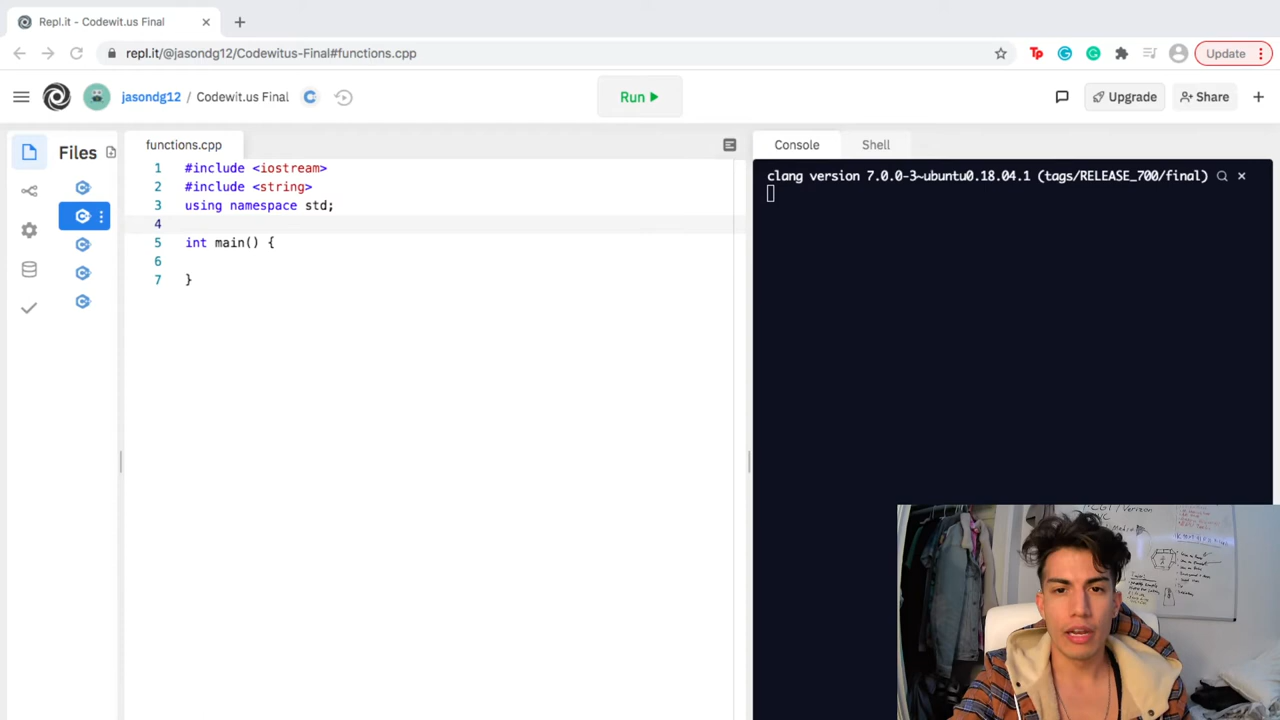 Repl.it - Codewit.us Final
repl.it/@jasondg12/Codewitus-Final#functions.cpp
Update
jasondg12 / Codewit.us Final
Run
Upgrade
Share
Files
functions.cpp
Console
Shell
1 #include <iostream>
2 #include <string>
3 using namespace std;
4
5 int main() {
6
7 }
clang version 7.0.0-3~ubuntu0.18.04.1 (tags/RELEASE_700/final)